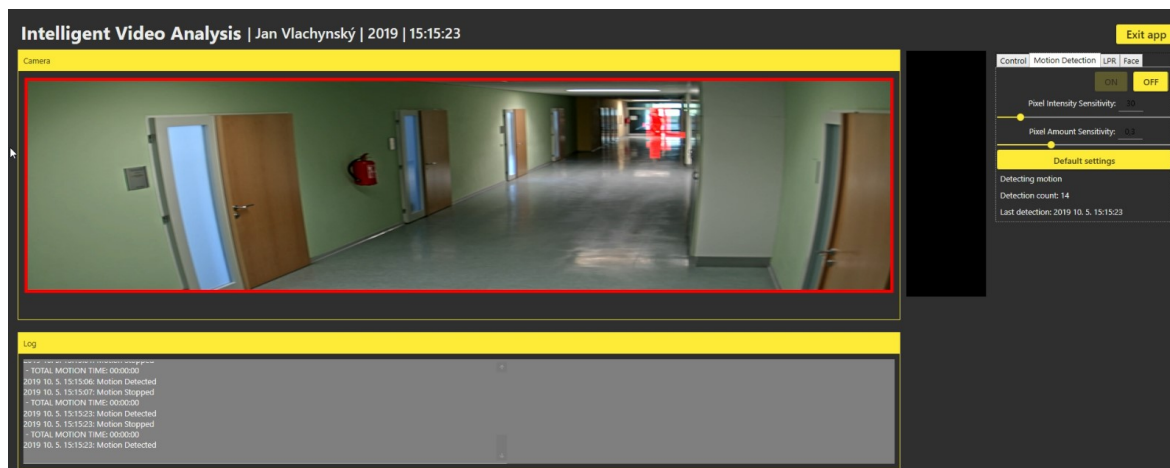 Intelligent Video Analysis | Jan Vlachynský | 2019 | 15:15:23
Exit app
Camera
Control Motion Detection LPR Face
ON OFF
Pixel Intensity Sensitivity: 30
Pixel Amount Sensitivity: 0,3
Default settings
Detecting motion
Detection count: 14
Last detection: 2019 10. 5. 15:15:23
Log
Motion Stopped
- TOTAL MOTION TIME: 00:00:00
2019 10. 5. 15:15:06: Motion Detected
2019 10. 5. 15:15:07: Motion Stopped
- TOTAL MOTION TIME: 00:00:00
2019 10. 5. 15:15:23: Motion Detected
2019 10. 5. 15:15:23: Motion Stopped
- TOTAL MOTION TIME: 00:00:00
2019 10. 5. 15:15:23: Motion Detected